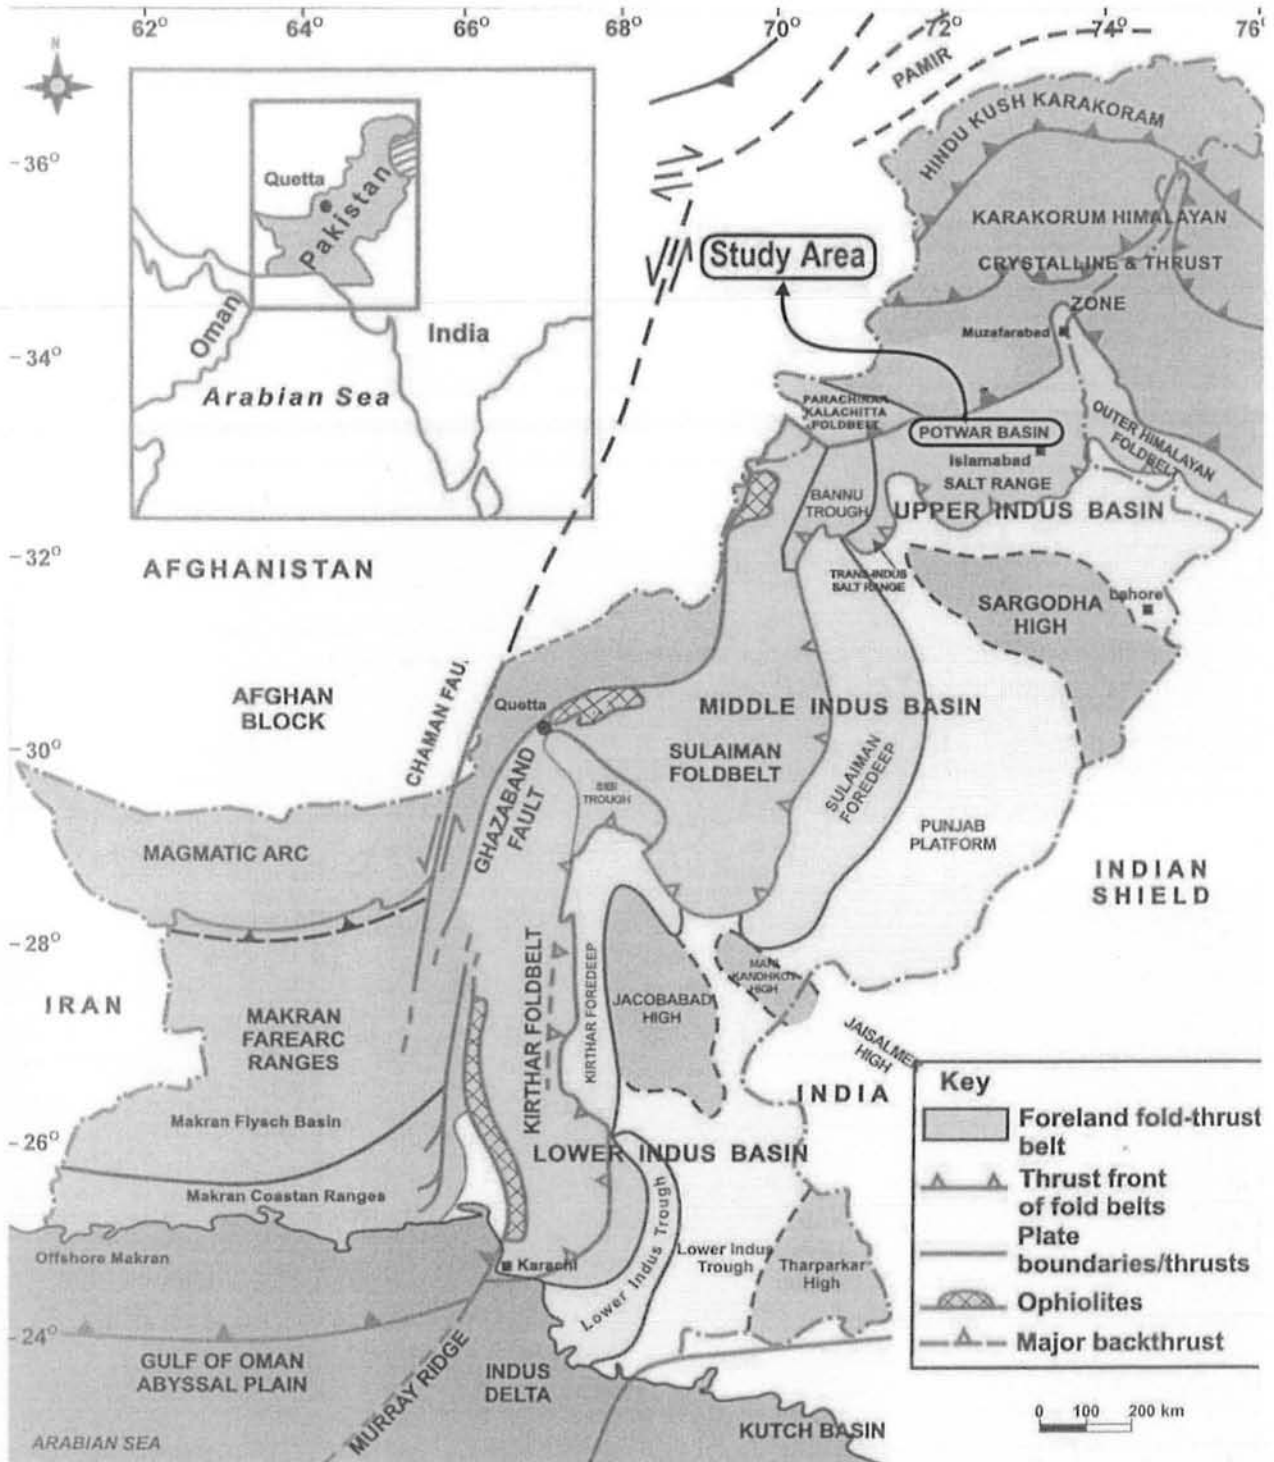 62° 64° 66° 68° 70° 72° 74° 76°
N
PAMIR
HINDU KUSH KARAKORAM
36°
Quetta
Pakistan
KARAKORUM HIMALAYAN
Study Area
CRYSTALLINE & THRUST
ZONE
Oman
India
Muzafarabad
34°
Arabian Sea
PARACHINAR
KALACHITTA
FOLDBELT
POTWAR BASIN
OUTER HIMALAYAN
FOLDBELT
Islamabad
SALT RANGE
BANNU
TROUGH
UPPER INDUS BASIN
32°
AFGHANISTAN
TRANS-INDUS
SALT RANGE
SARGODHA
HIGH
Lahore
CHAMAN FAU.
AFGHAN
BLOCK
Quetta
MIDDLE INDUS BASIN
30°
SULAIMAN
FOLDBELT
SULAIMAN
FOREDEEP
GHAZABAND
FAULT
SIBI
TROUGH
PUNJAB
PLATFORM
MAGMATIC ARC
INDIAN
SHIELD
28°
KIRTHAR FOLDBELT
KIRTHAR FOREDEEP
MARI
KANDHKOT
HIGH
IRAN
JACOBABAD
HIGH
MAKRAN
FAREARC
RANGES
JAISALMER
HIGH
INDIA
Key
Makran Flysch Basin
Foreland fold-thrust
belt
26°
LOWER INDUS BASIN
Makran Coastan Ranges
Thrust front
of fold belts
Plate
boundaries/thrusts
Offshore Makran
Karachi
Lower Indus Trough
Lower Indus
Trough
Tharparkar
High
Ophiolites
24°
Major backthrust
GULF OF OMAN
ABYSSAL PLAIN
MURRAY RIDGE
INDUS
DELTA
0 100 200 km
KUTCH BASIN
ARABIAN SEA